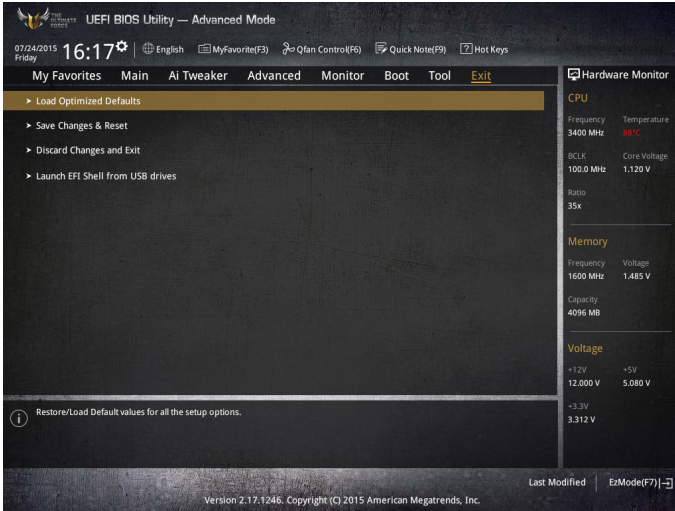 THE ULTIMATE FORCE
UEFI BIOS Utility — Advanced Mode
07/24/2015 Friday 16:17
English
MyFavorite(F3)
Qfan Control(F6)
Quick Note(F9)
? Hot Keys
My Favorites
Main
Ai Tweaker
Advanced
Monitor
Boot
Tool
Exit
> Load Optimized Defaults
> Save Changes & Reset
> Discard Changes and Exit
> Launch EFI Shell from USB drives
Hardware Monitor
CPU
Frequency Temperature
3400 MHz 88°C
BCLK Core Voltage
100.0 MHz 1.120 V
Ratio
35x
Memory
Frequency Voltage
1600 MHz 1.485 V
Capacity
4096 MB
Voltage
+12V +5V
12.000 V 5.080 V
+3.3V
3.312 V
i Restore/Load Default values for all the setup options.
Last Modified
EzMode(F7)
Version 2.17.1246. Copyright (C) 2015 American Megatrends, Inc.